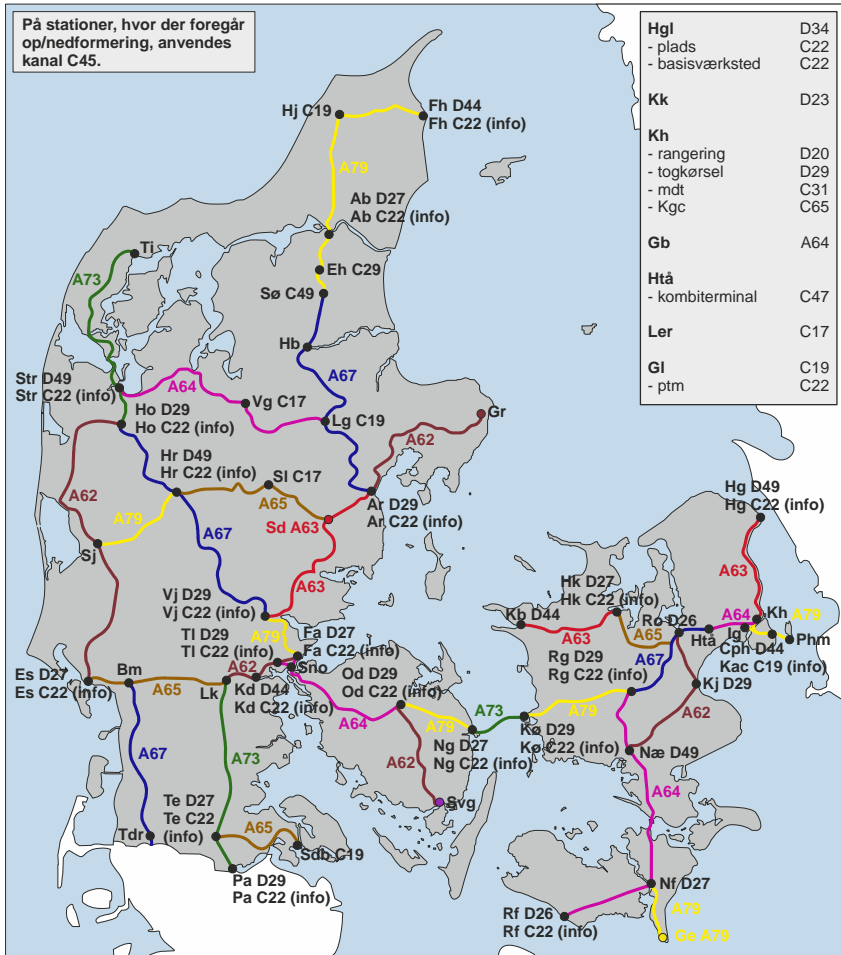 På stationer, hvor der foregår
op/nedformering, anvendes
kanal C45.
Hgl D34
- plads C22
- basisværksted C22
Kk D23
Kh
- rangering D20
- togkørsel D29
- mdt C31
- Kgc C65
Gb A64
Htå
- kombiterminal C47
Ler C17
Gl C19
- ptm C22
Hj C19
Fh D44
Fh C22 (info)
A79
Ab D27
Ab C22 (info)
Ti
A73
Eh C29
Sø C49
Hb
A67
Str D49
Str C22 (info)
A64
Vg C17
Lg C19
Gr
A62
Ho D29
Ho C22 (info)
Hr D49
Hr C22 (info)
Sl C17
A65
A62
A79
Sj
A67
Sd A63
Ar D29
Ar C22 (info)
A63
Vj D29
Vj C22 (info)
A79
Tl D29
Tl C22 (info)
Fa D27
Fa C22 (info)
Sno
Es D27
Es C22 (info)
Bm
A65
Lk
A62
Kd D44
Kd C22 (info)
Od D29
Od C22 (info)
A64
A79
A73
A62
Ng D27
Ng C22 (info)
Svg
A67
A73
Tdr
Te D27
Te C22
(info)
A65
Sdb C19
Pa D29
Pa C22 (info)
Hg D49
Hg C22 (info)
A63
Hk D27
Hk C22 (info)
Kb D44
A63
A65
Ro D26
A64
Htå
Kh
A79
Ig
Phm
Cph D44
Kac C19 (info)
Rg D29
Rg C22 (info)
A67
A79
Kj D29
A62
Kø D29
Kø C22 (info)
Næ D49
A64
Nf D27
A79
Ge A79
Rf D26
Rf C22 (info)